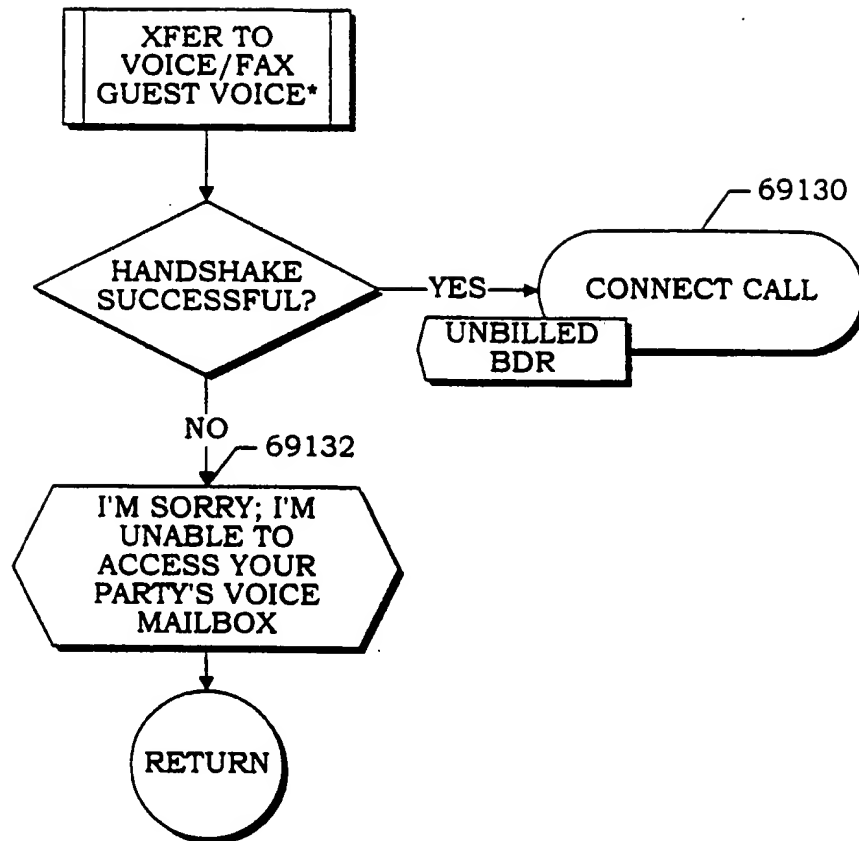 XFER TO
VOICE/FAX
GUEST VOICE*
69130
HANDSHAKE
SUCCESSFUL?
YES
CONNECT CALL
UNBILLED
BDR
NO
69132
I'M SORRY; I'M
UNABLE TO
ACCESS YOUR
PARTY'S VOICE
MAILBOX
RETURN